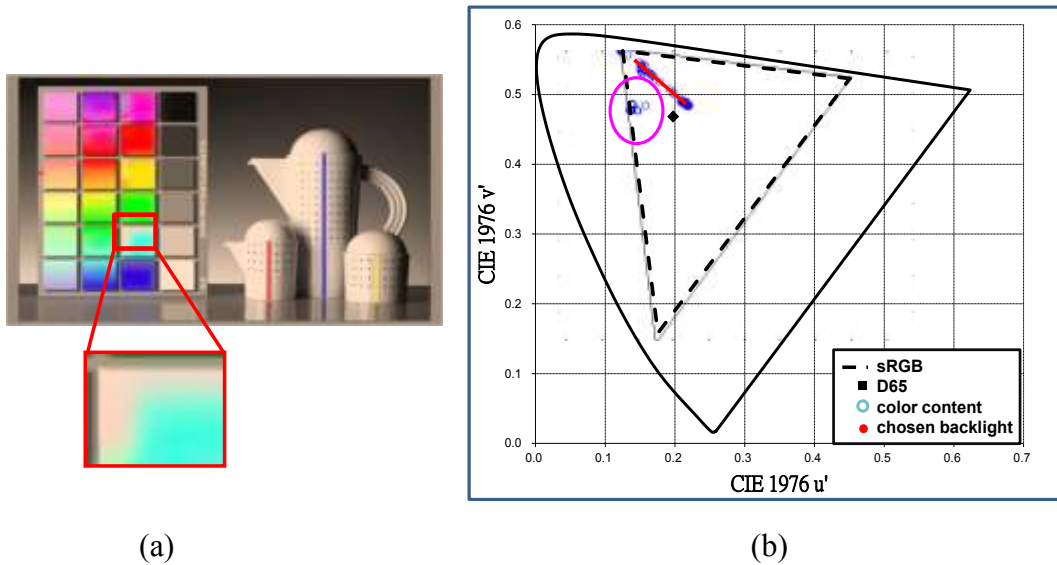 0.6
0.5
0.4
0.3
0.2
0.1
0.0
CIE 1976 v'
sRGB
D65
color content
chosen backlight
0.0 0.1 0.2 0.3 0.4 0.5 0.6 0.7
CIE 1976 u'
(a) (b)